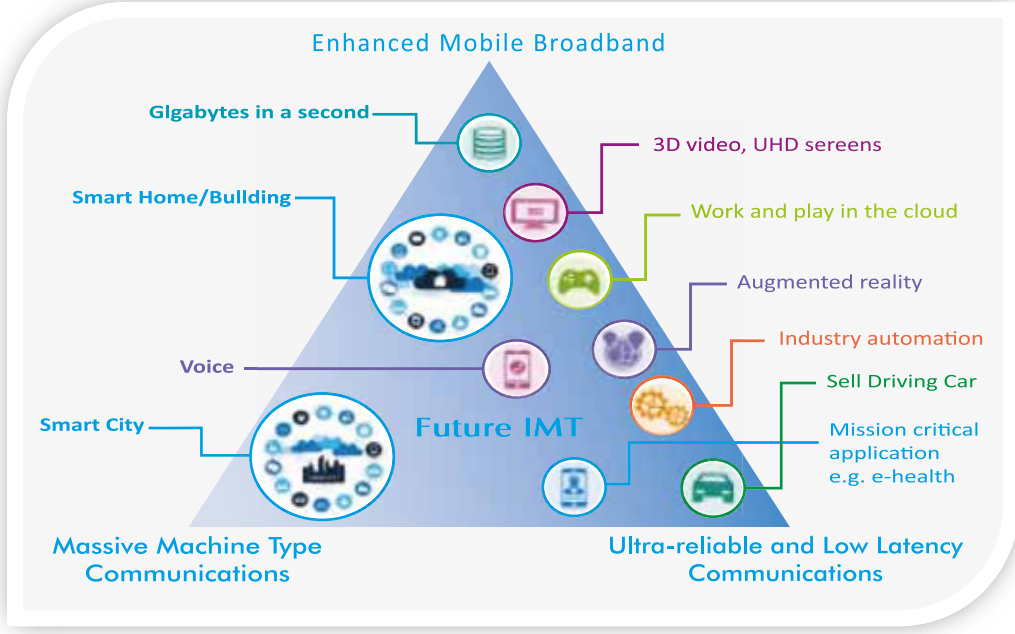 Enhanced Mobile Broadband
GIgabytes in a second
3D video, UHD sereens
Smart Home/Bullding
Work and play in the cloud
Augmented reality
Industry automation
Voice
Sell Driving Car
Smart City
Future IMT
Mission critical
application
e.g. e-health
Massive Machine Type
Communications
Ultra-reliable and Low Latency
Communications